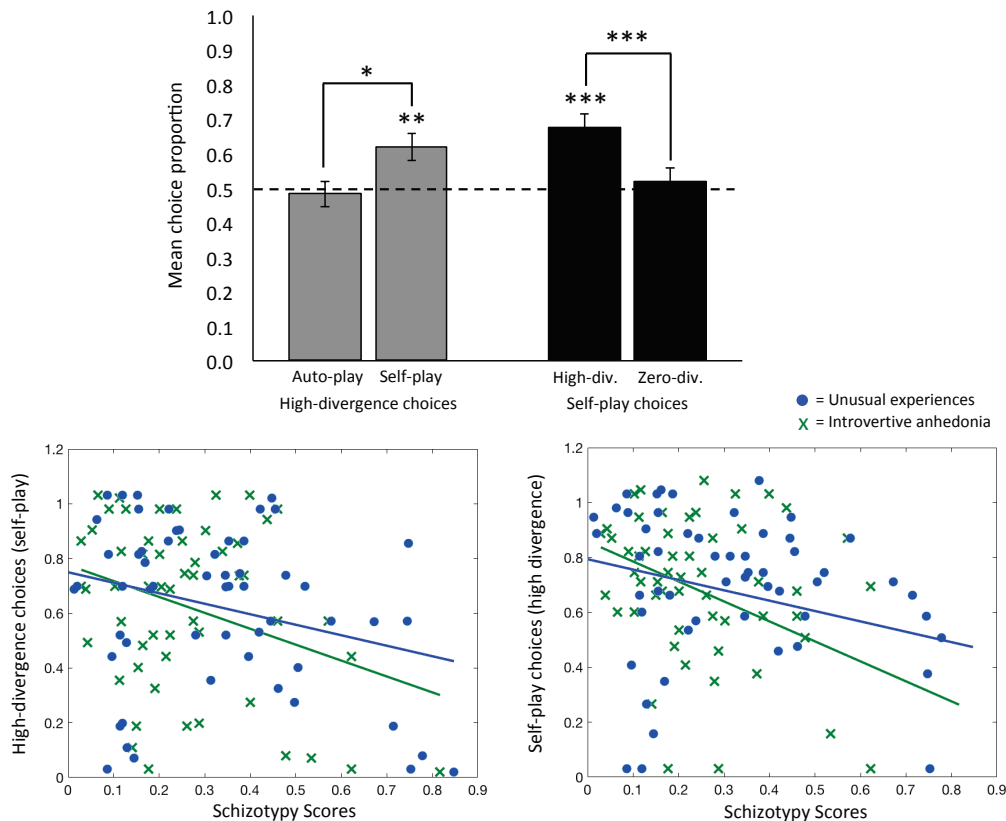 Mean choice proportion
1.0
0.9
0.8
0.7
0.6
0.5
0.4
0.3
0.2
0.1
0.0
*
**
***
***
Auto-play Self-play
High-div. Zero-div.
High-divergence choices
Self-play choices
= Unusual experiences
x = Introvertive anhedonia
High-divergence choices (self-play)
1.2
1
0.8
0.6
0.4
0.2
0
0 0.1 0.2 0.3 0.4 0.5 0.6 0.7 0.8 0.9
Schizotypy Scores
Self-play choices (high divergence)
1.2
1
0.8
0.6
0.4
0.2
0
0 0.1 0.2 0.3 0.4 0.5 0.6 0.7 0.8 0.9
Schizotypy Scores